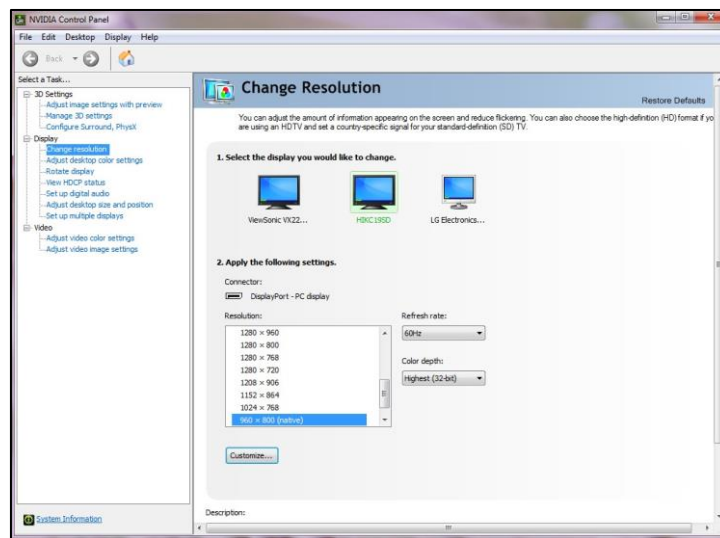 NVIDIA Control Panel
File Edit Desktop Display Help
Back
Select a Task...
3D Settings
Adjust image settings with preview
Manage 3D settings
Configure Surround, PhysX
Display
Change resolution
Adjust desktop color settings
Rotate display
View HDCP status
Set up digital audio
Adjust desktop size and position
Set up multiple displays
Video
Adjust video color settings
Adjust video image settings
System Information
Change Resolution
Restore Defaults
You can adjust the amount of information appearing on the screen and reduce flickering. You can also choose the high-definition (HD) format if yo
are using an HDTV and set a country-specific signal for your standard-definition (SD) TV.
1. Select the display you would like to change.
ViewSonic VX22... HIKC19SD LG Electronics...
2. Apply the following settings.
Connector:
DisplayPort - PC display
Resolution:
1280 × 960
1280 × 800
1280 × 768
1280 × 720
1208 × 906
1152 × 864
1024 × 768
960 × 800 (native)
Refresh rate:
60Hz
Color depth:
Highest (32-bit)
Customize...
Description: